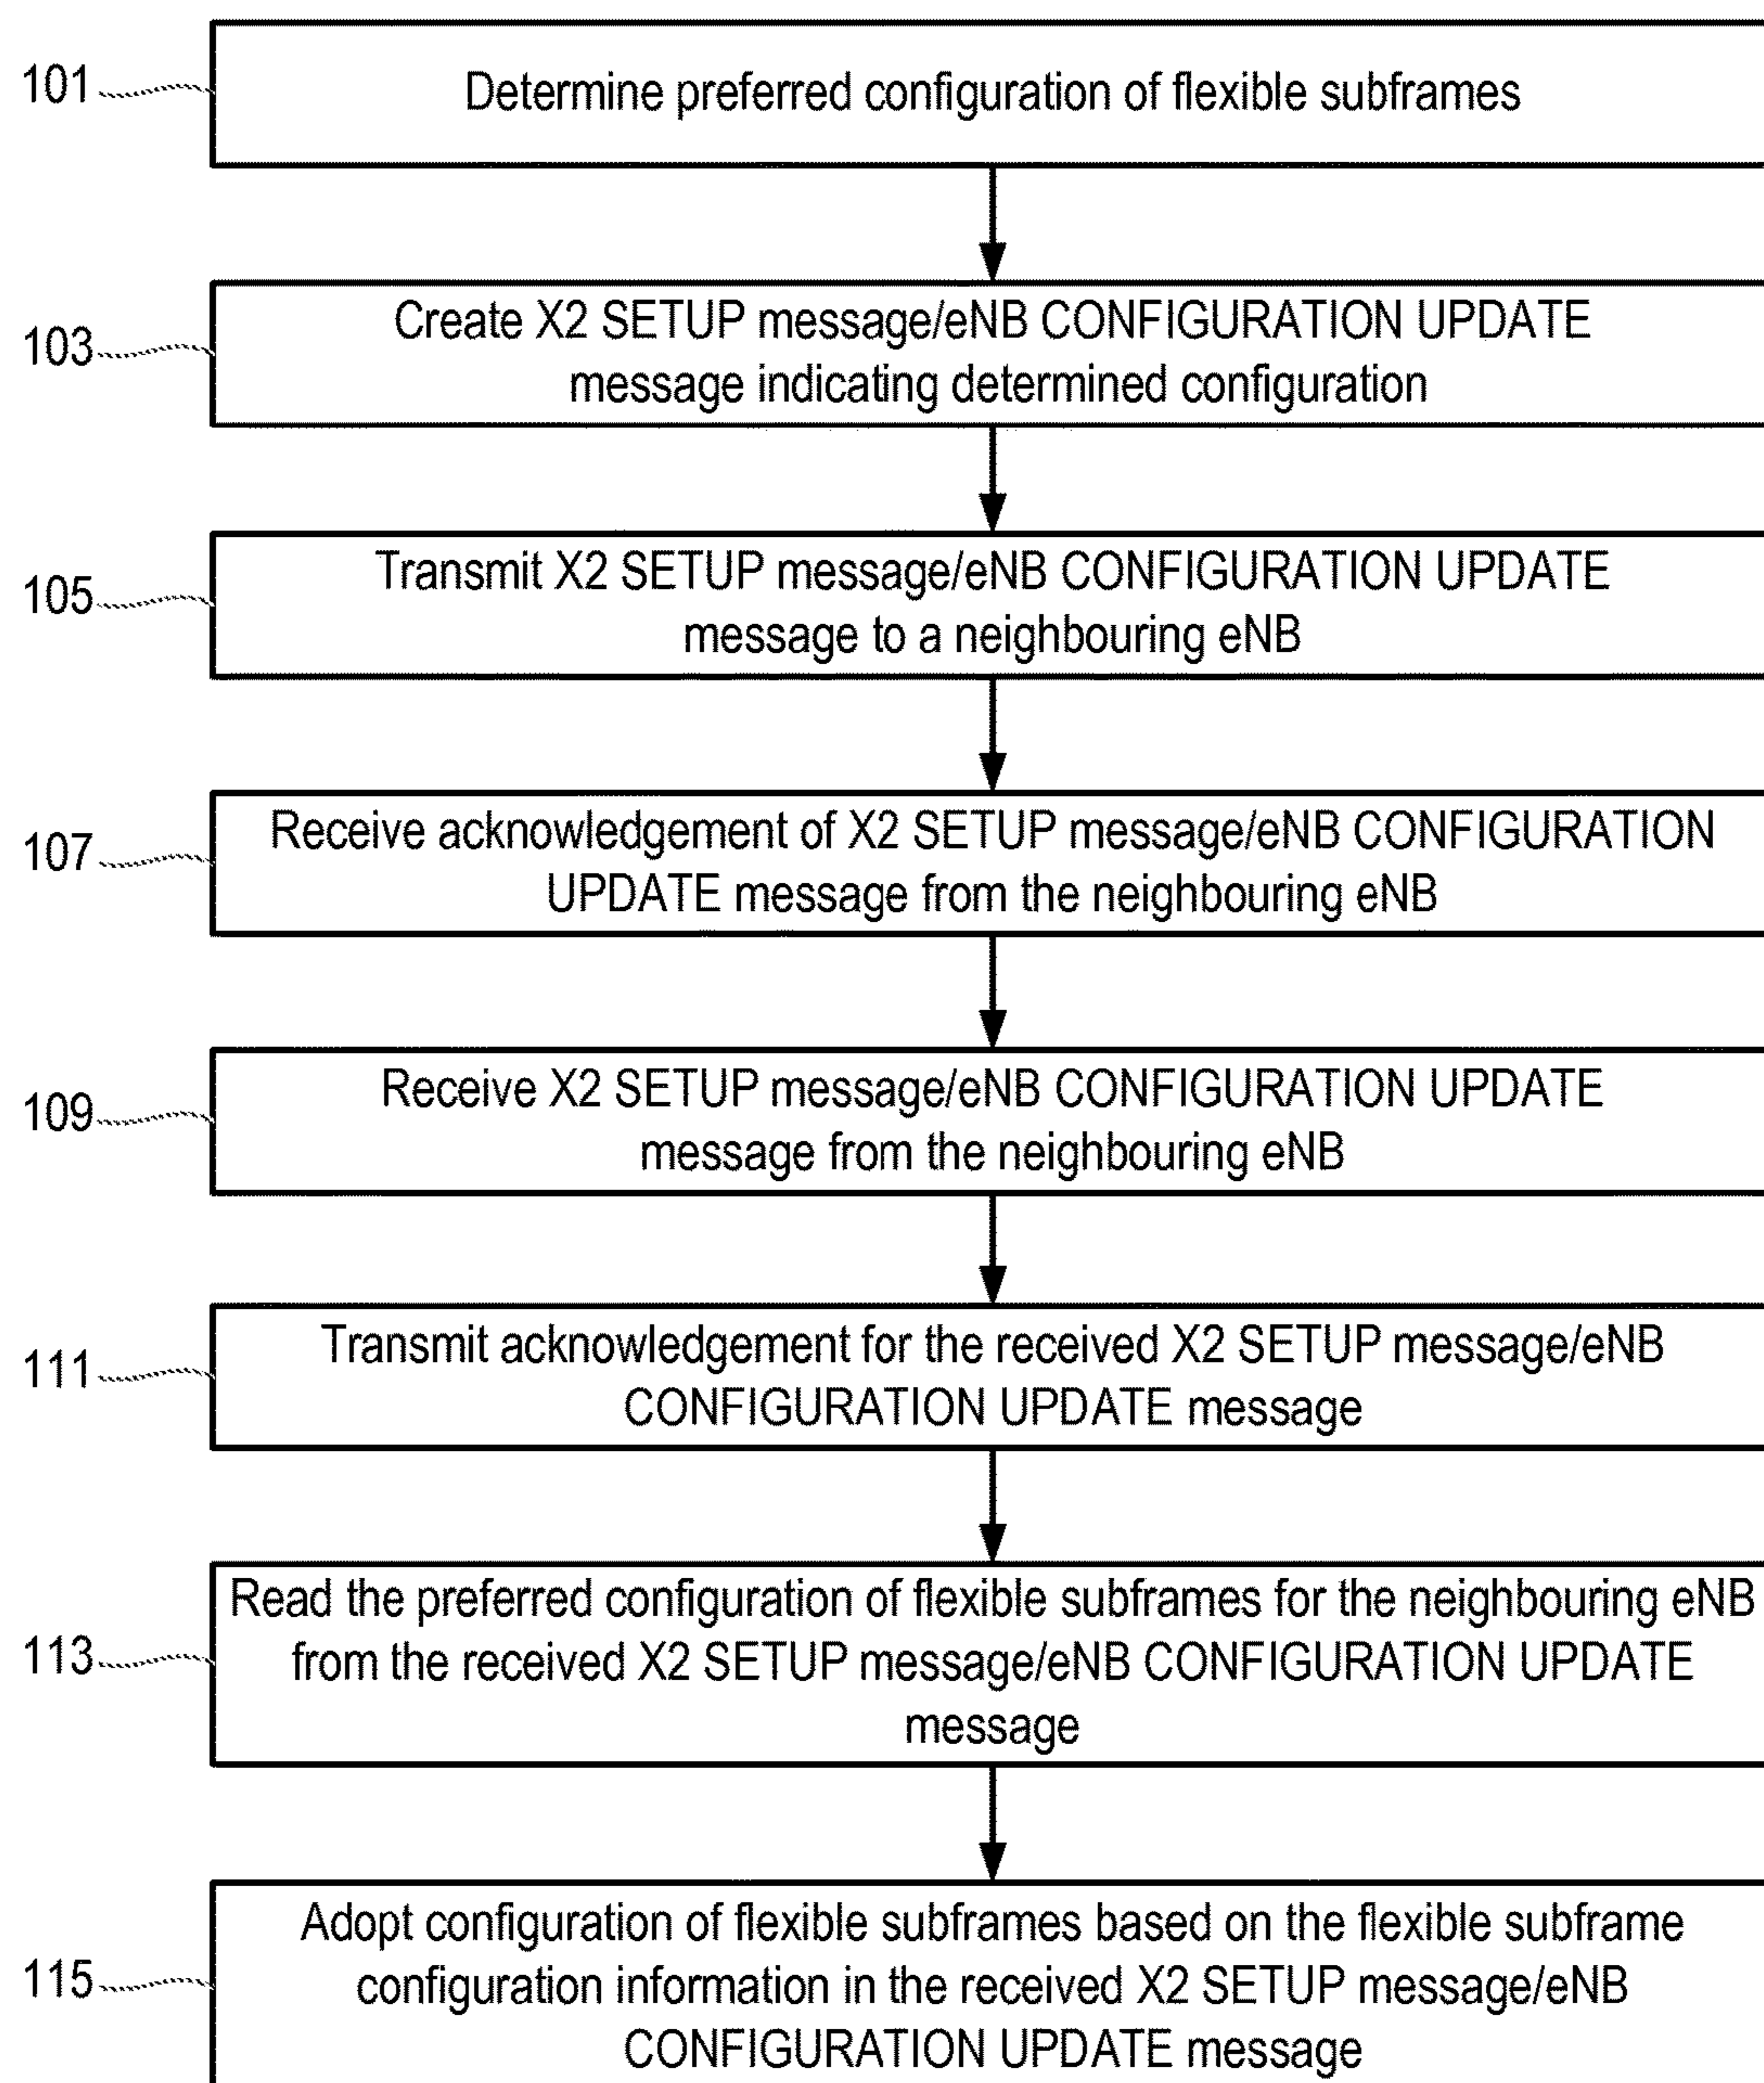 101
Determine preferred configuration of flexible subframes
103
Create X2 SETUP message/eNB CONFIGURATION UPDATE
message indicating determined configuration
105
Transmit X2 SETUP message/eNB CONFIGURATION UPDATE
message to a neighbouring eNB
107
Receive acknowledgement of X2 SETUP message/eNB CONFIGURATION
UPDATE message from the neighbouring eNB
109
Receive X2 SETUP message/eNB CONFIGURATION UPDATE
message from the neighbouring eNB
111
Transmit acknowledgement for the received X2 SETUP message/eNB
CONFIGURATION UPDATE message
113
Read the preferred configuration of flexible subframes for the neighbouring eNB
from the received X2 SETUP message/eNB CONFIGURATION UPDATE
message
115
Adopt configuration of flexible subframes based on the flexible subframe
configuration information in the received X2 SETUP message/eNB
CONFIGURATION UPDATE message